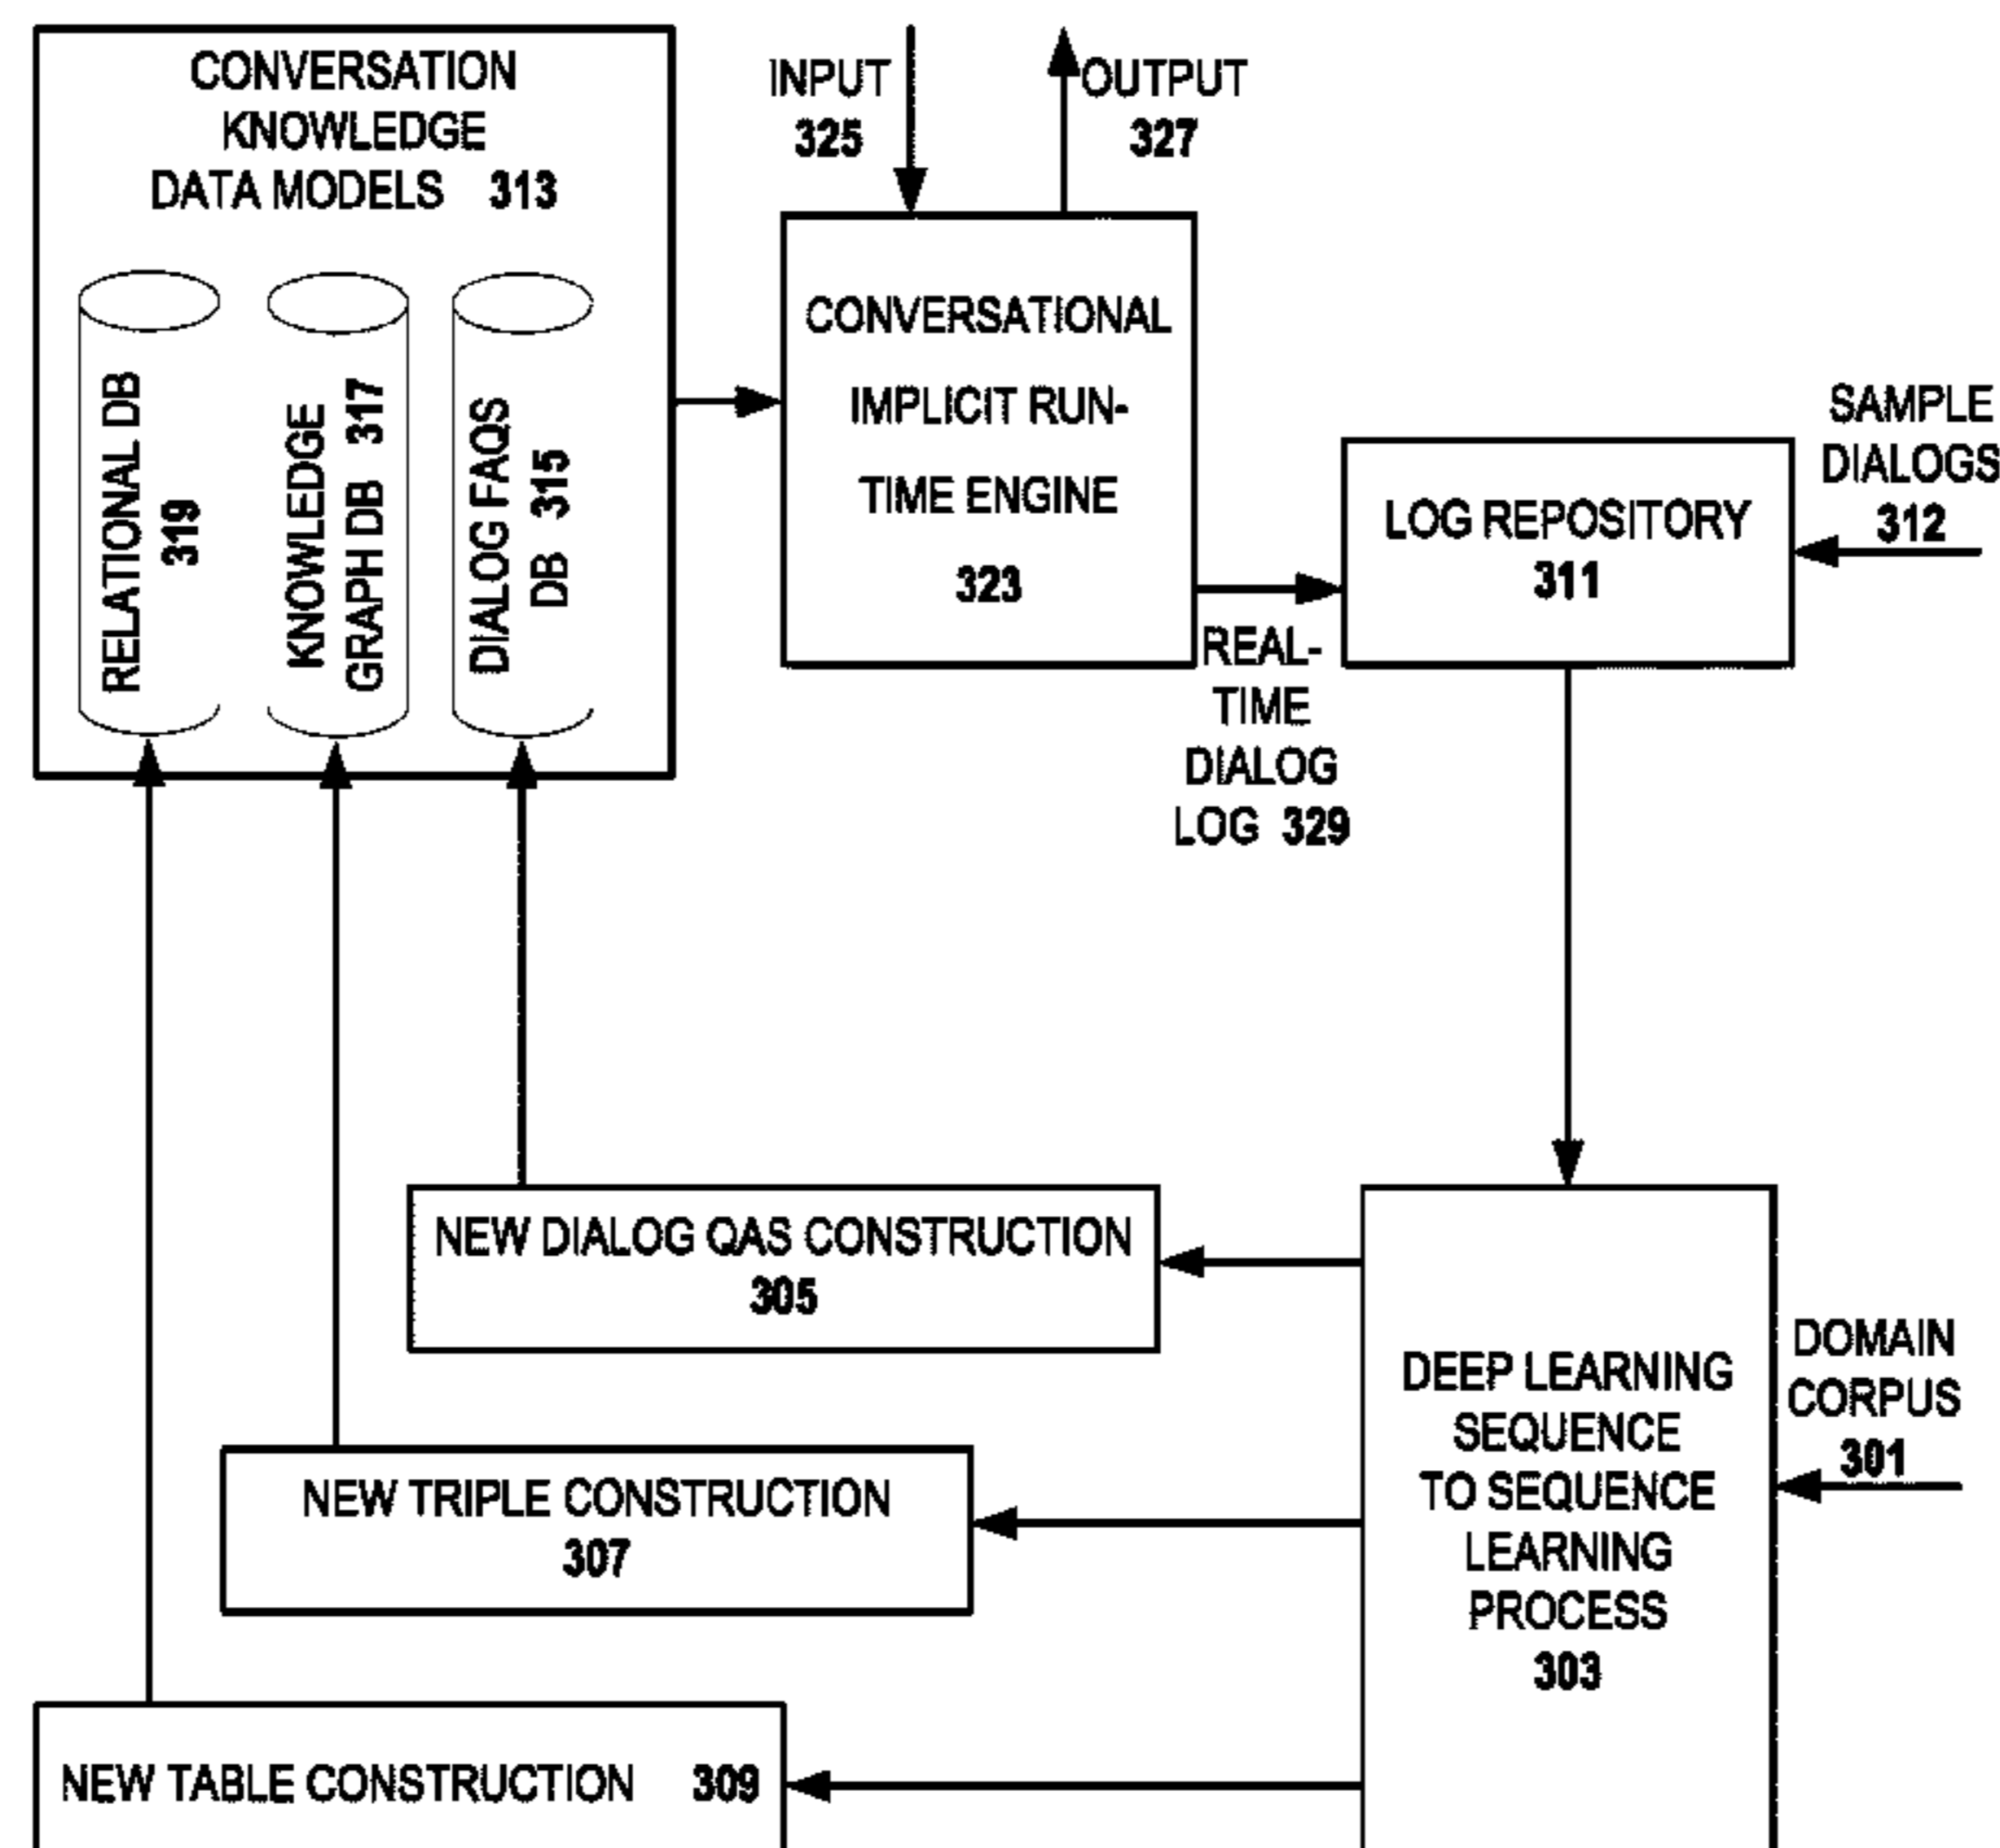 CONVERSATION
KNOWLEDGE
DATA MODELS 313
RELATIONAL DB
319
KNOWLEDGE
GRAPH DB 317
DIALOG FAQS
DB 315
INPUT
325
OUTPUT
327
CONVERSATIONAL
IMPLICIT RUN-
TIME ENGINE
323
REAL-
TIME
DIALOG
LOG 329
LOG REPOSITORY
311
SAMPLE
DIALOGS
312
NEW DIALOG QAS CONSTRUCTION
305
NEW TRIPLE CONSTRUCTION
307
NEW TABLE CONSTRUCTION 309
DEEP LEARNING
SEQUENCE
TO SEQUENCE
LEARNING
PROCESS
303
DOMAIN
CORPUS
301